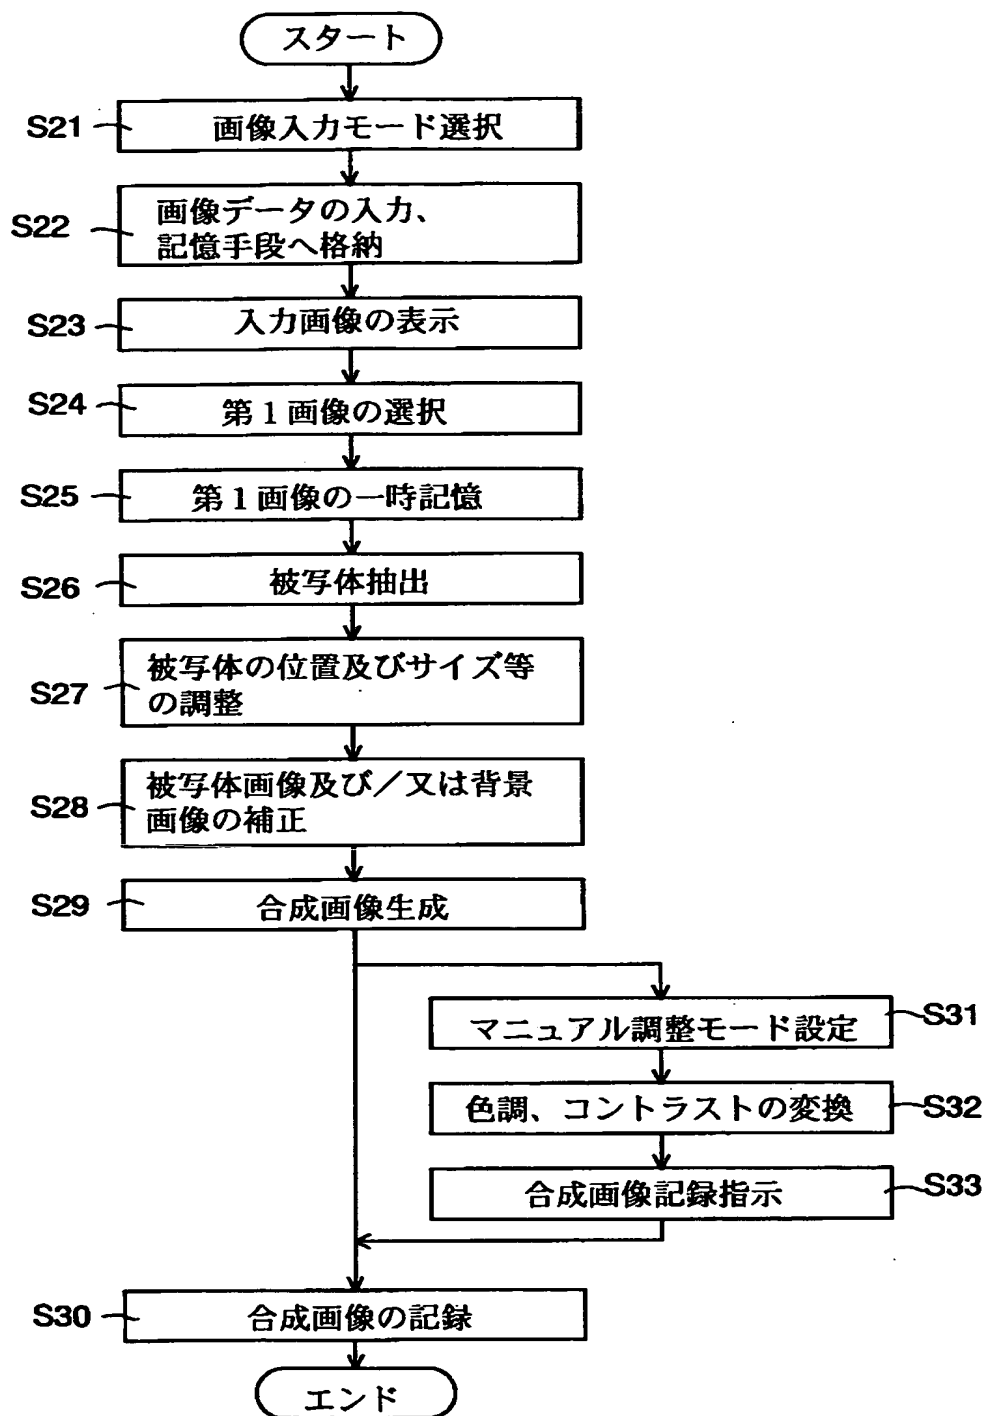 スタート
S21
画像入力モード選択
S22
画像データの入力、
記憶手段へ格納
S23
入力画像の表示
S24
第1画像の選択
S25
第1画像の一時記憶
S26
被写体抽出
S27
被写体の位置及びサイズ等
の調整
S28
被写体画像及び／又は背景
画像の補正
S29
合成画像生成
マニュアル調整モード設定
S31
色調、コントラストの変換
S32
合成画像記録指示
S33
S30
合成画像の記録
エンド